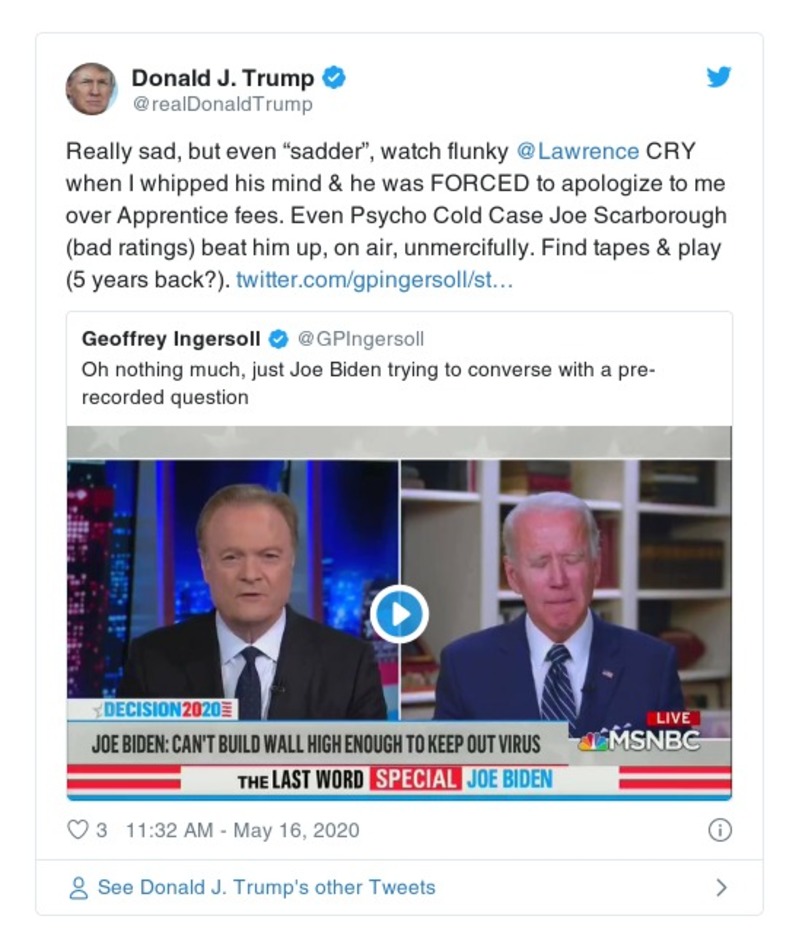 Donald J. Trump
@realDonaldTrump
Really sad, but even “sadder”, watch flunky @Lawrence CRY
when I whipped his mind & he was FORCED to apologize to me
over Apprentice fees. Even Psycho Cold Case Joe Scarborough
(bad ratings) beat him up, on air, unmercifully. Find tapes & play
(5 years back?). twitter.com/gpingersoll/st…
Geoffrey Ingersoll @GPIngersoll
Oh nothing much, just Joe Biden trying to converse with a pre-
recorded question
DECISION2020
LIVE
JOE BIDEN: CAN'T BUILD WALL HIGH ENOUGH TO KEEP OUT VIRUS
MSNBC
THE LAST WORD SPECIAL JOE BIDEN
3 11:32 AM - May 16, 2020
See Donald J. Trump's other Tweets